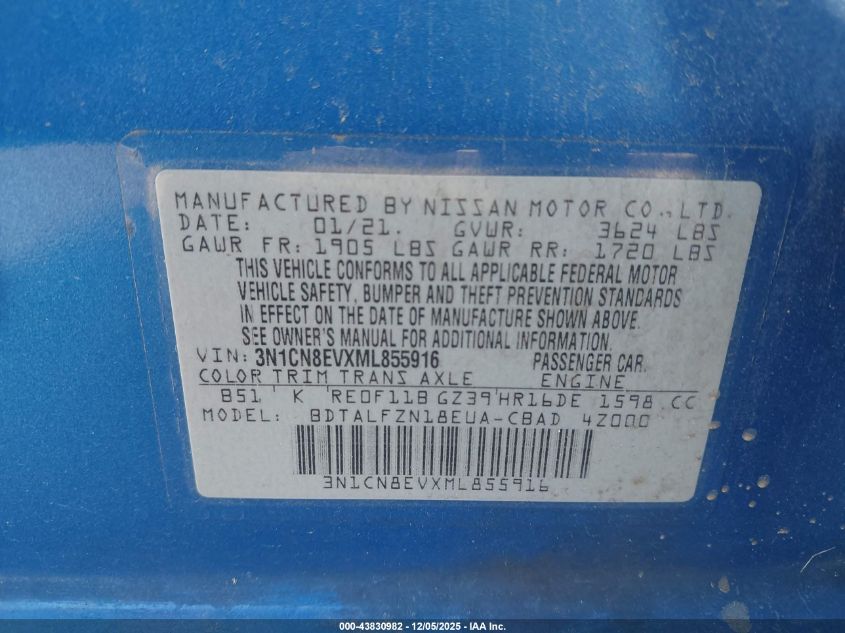 MANUFACTURED BY NISSAN MOTOR CO., LTD.
DATE: 01/21. GVWR: 3624 LBS
GAWR FR: 1905 LBS GAWR RR: 1720 LBS
THIS VEHICLE CONFORMS TO ALL APPLICABLE FEDERAL MOTOR
VEHICLE SAFETY, BUMPER AND THEFT PREVENTION STANDARDS
IN EFFECT ON THE DATE OF MANUFACTURE SHOWN ABOVE.
SEE OWNER'S MANUAL FOR ADDITIONAL INFORMATION.
VIN: 3N1CN8EVXML855916 PASSENGER CAR.
COLOR TRIM TRANS AXLE ENGINE
B51 K RE0F11B GZ39 HR16DE 1598 CC
MODEL: BDTALFZN18EUA-CBAD 4Z000
3N1CN8EVXML855916
000-43830982 - 12/05/2025 - IAA Inc.